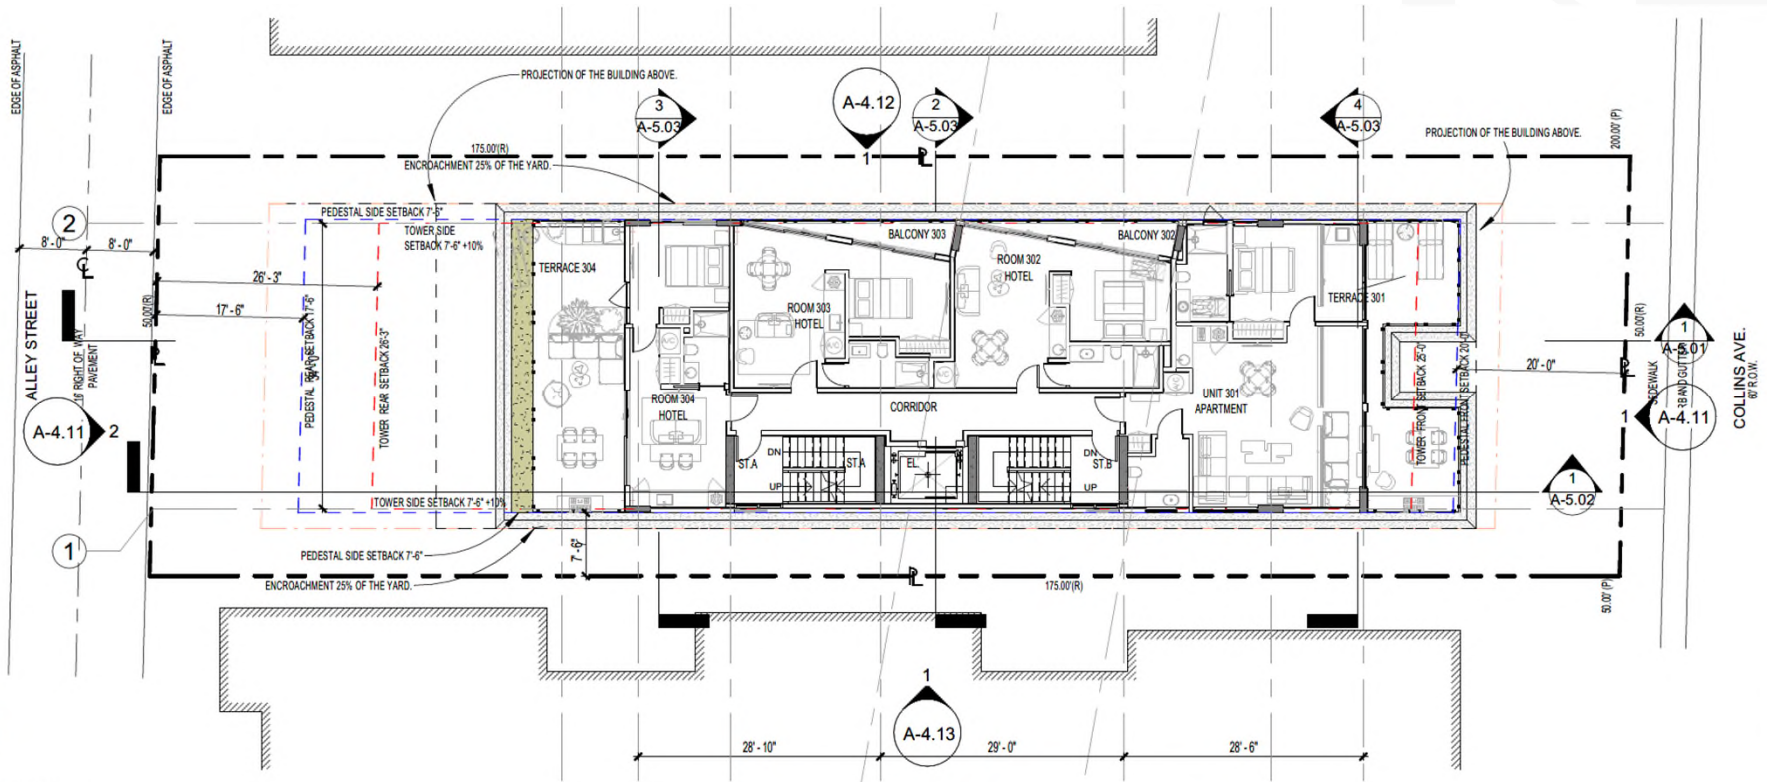 EDGE OF ASPHALT
EDGE OF ASPHALT
PROJECTION OF THE BUILDING ABOVE.
3
A-5.03
A-4.12
1
2
A-5.03
4
A-5.03
PROJECTION OF THE BUILDING ABOVE.
200.00' (P)
175.00'(R)
ENCROACHMENT 25% OF THE YARD.
2
8' - 0"
8' - 0"
PEDESTAL SIDE SETBACK 7'-6"
TOWER SIDE
SETBACK 7'-6" +10%
BALCONY 303
BALCONY 302
TERRACE 304
ROOM 302
HOTEL
26' - 3"
17' - 6"
ROOM 303
HOTEL
TERRACE 301
50.00'(R)
50.00'(R)
ALLEY STREET
16' RIGHT OF WAY
PAVEMENT
TOWER REAR SETBACK 26'-3"
TOWER FRONT SETBACK 25'-0"
PEDESTAL FRONT SETBACK 20'-0"
20' - 0"
1
A-5.01
SIDEWALK
COLLINS AVE.
60' R.O.W.
ROOM 304
HOTEL
CORRIDOR
UNIT 301
APARTMENT
A-4.11
2
1
A-4.11
ST.A
DN
UP
ST.A
EL.
DN
UP
ST.B
1
A-5.02
TOWER SIDE SETBACK 7'-6" +10%
1
PEDESTAL SIDE SETBACK 7'-6"
7' - 6"
ENCROACHMENT 25% OF THE YARD.
175.00'(R)
50.00' (P)
1
A-4.13
28' - 10"
29' - 0"
28' - 6"